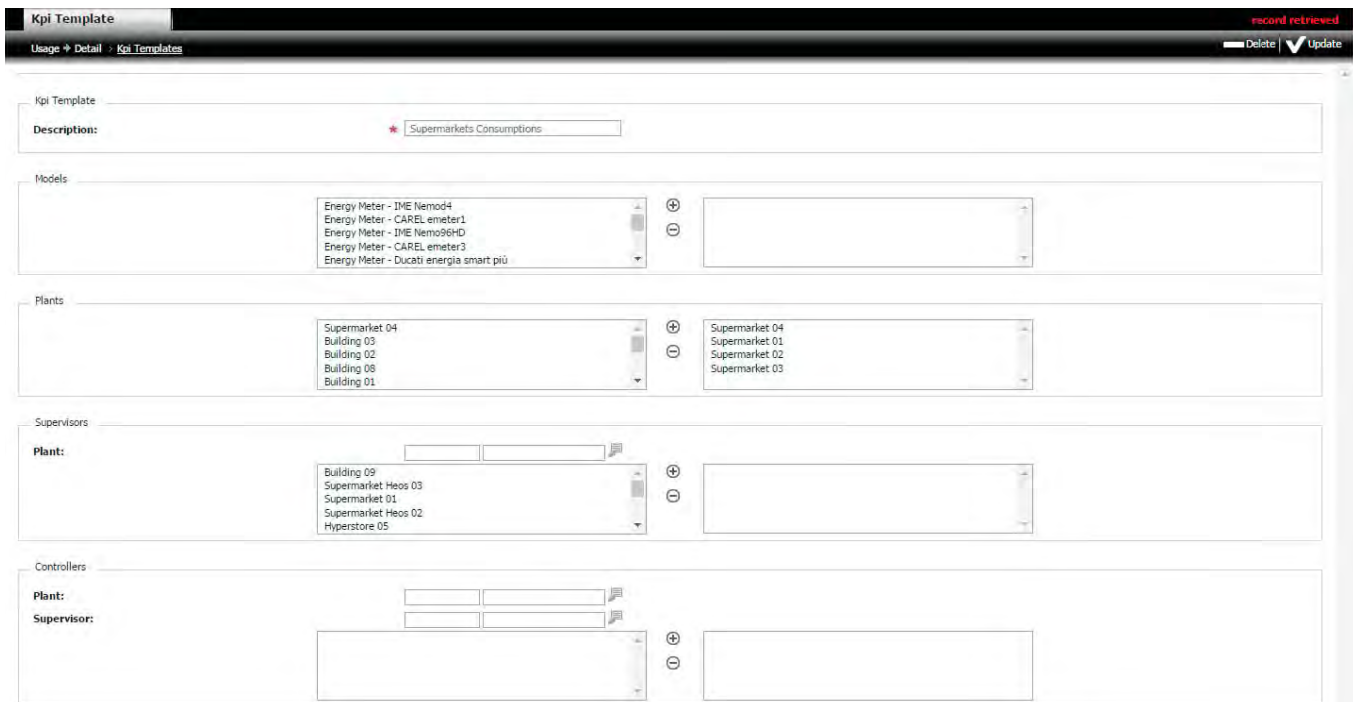 Kpi Template
record retrieved
Usage Detail > Kpi Templates
Delete | Update
Kpi Template
Description: * Supermarkets Consumptions
Models
Energy Meter - IME Nemod4
Energy Meter - CAREL emeter1
Energy Meter - IME Nemo96HD
Energy Meter - CAREL emeter3
Energy Meter - Ducati energia smart più
Plants
Supermarket 04
Building 03
Building 02
Building 08
Building 01
Supermarket 04
Supermarket 01
Supermarket 02
Supermarket 03
Supervisors
Plant:
Building 09
Supermarket Heos 03
Supermarket 01
Supermarket Heos 02
Hyperstore 05
Controllers
Plant:
Supervisor: